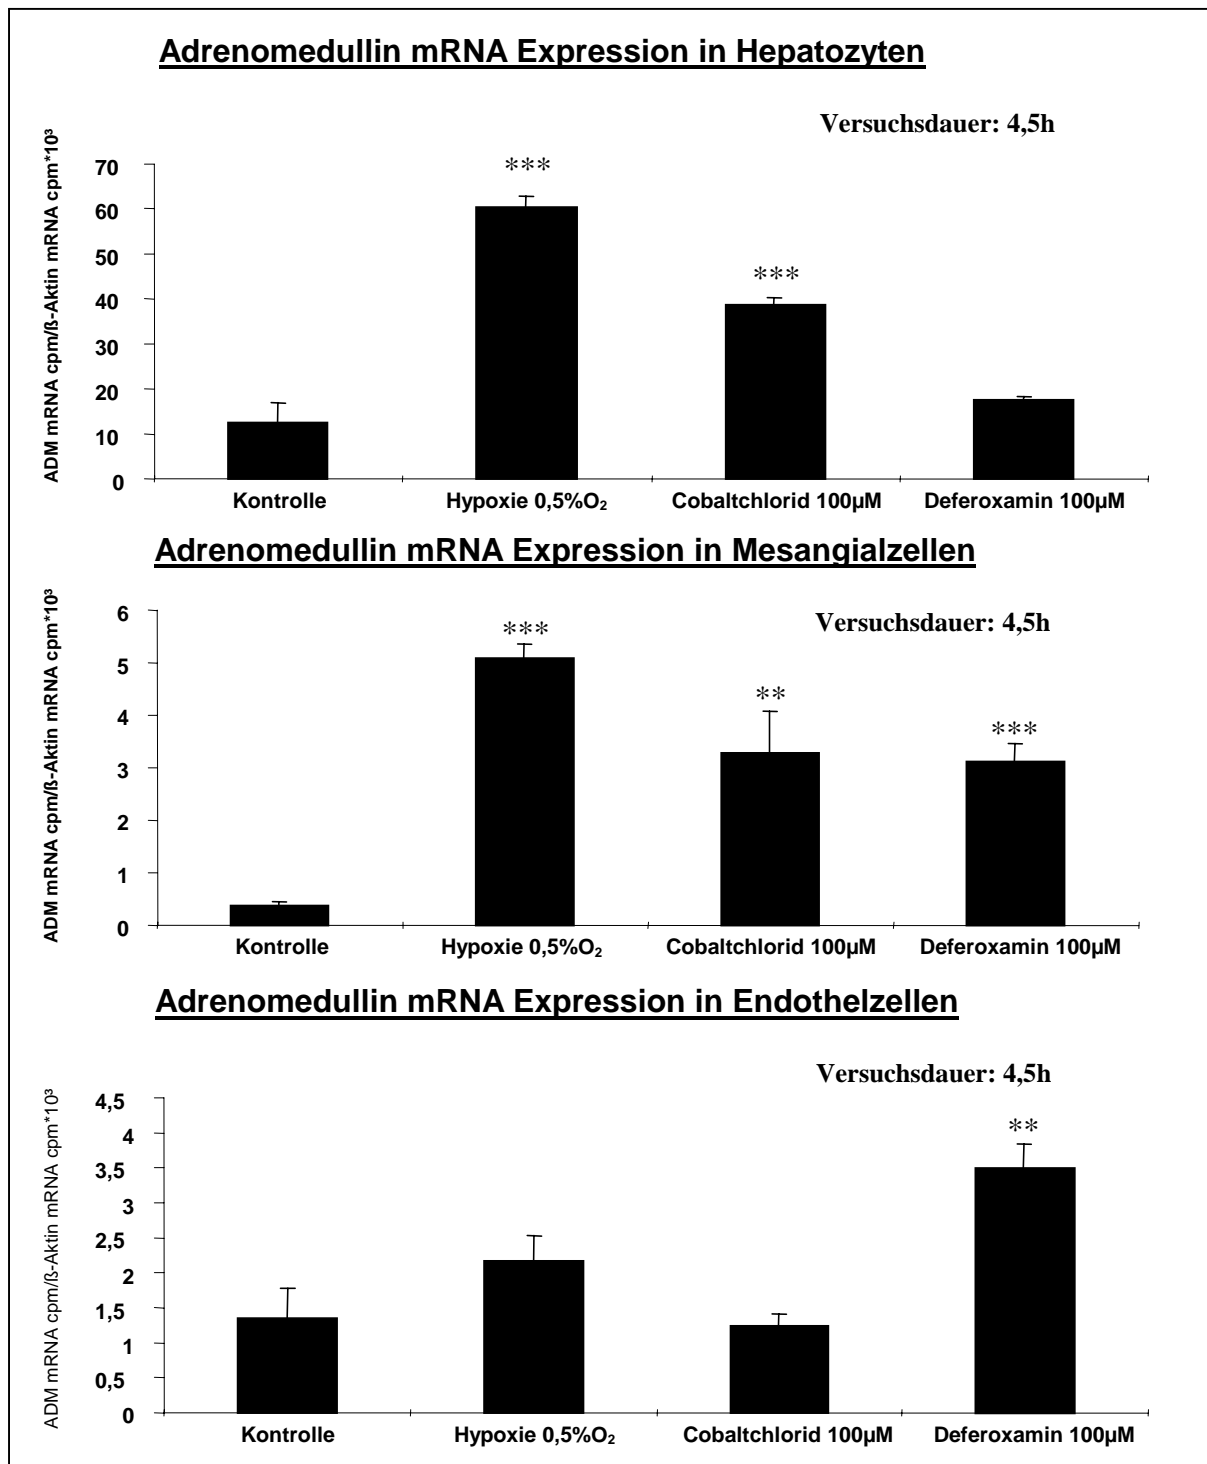 Adrenomedullin mRNA Expression in Hepatozyten
Versuchsdauer: 4,5h
ADM mRNA cpm/ß-Aktin mRNA cpm*10³
70
60
50
40
30
20
10
0
***
***
Kontrolle Hypoxie 0,5%O₂ Cobaltchlorid 100µM Deferoxamin 100µM
Adrenomedullin mRNA Expression in Mesangialzellen
Versuchsdauer: 4,5h
ADM mRNA cpm/ß-Aktin mRNA cpm*10³
6
5
4
3
2
1
0
***
**
***
Kontrolle Hypoxie 0,5%O₂ Cobaltchlorid 100µM Deferoxamin 100µM
Adrenomedullin mRNA Expression in Endothelzellen
Versuchsdauer: 4,5h
ADM mRNA cpm/ß-Aktin mRNA cpm*10³
4,5
4
3,5
3
2,5
2
1,5
1
0,5
0
**
Kontrolle Hypoxie 0,5%O₂ Cobaltchlorid 100µM Deferoxamin 100µM